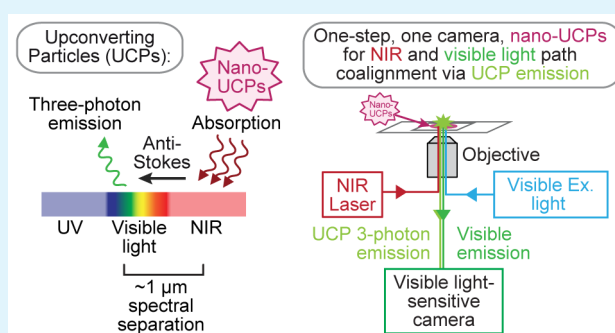 Upconverting
Particles (UCPs):
Nano-
UCPs
Three-photon
emission
Anti-
Stokes
Absorption
UV
Visible
light
NIR
~1 μm
spectral
separation
One-step, one camera, nano-UCPs
for NIR and visible light path
coalignment via UCP emission
Nano-
UCPs
Objective
NIR
Laser
Visible Ex.
light
UCP 3-photon
emission
Visible
emission
Visible light-
sensitive
camera